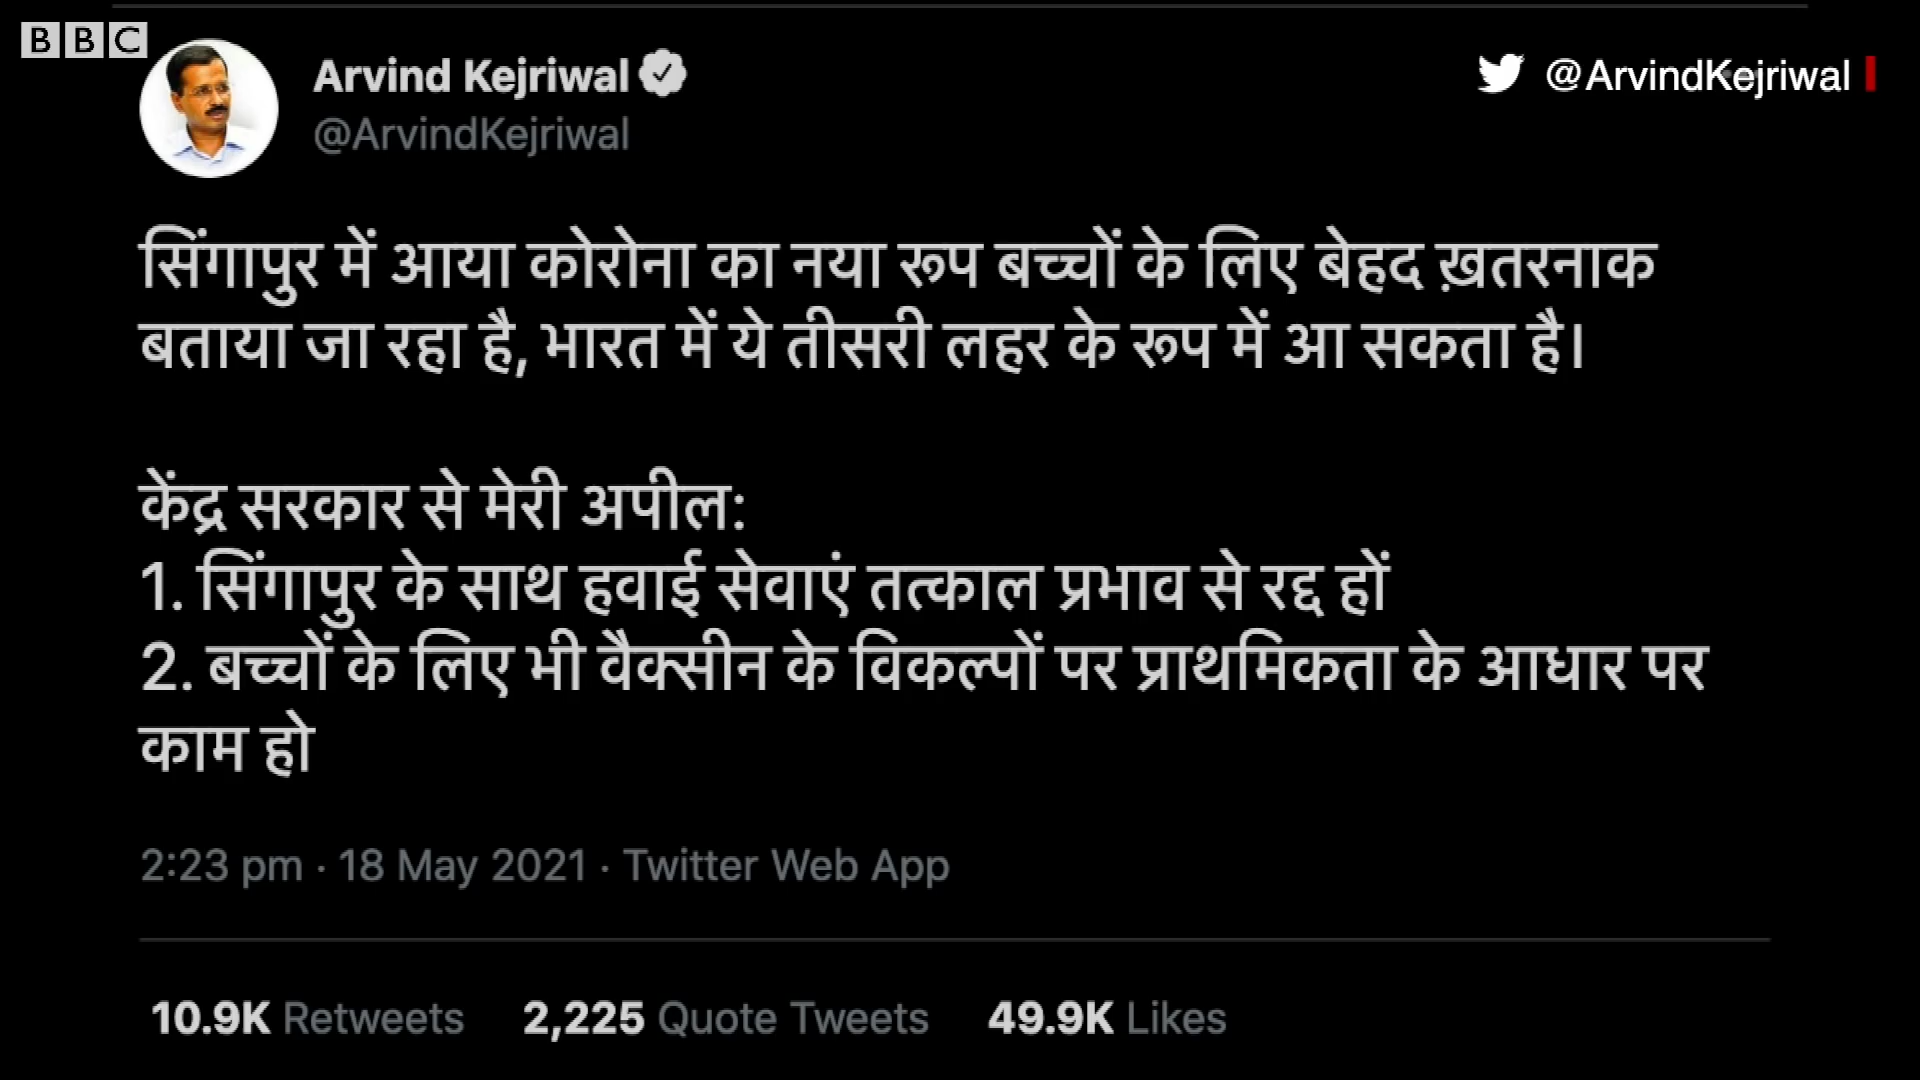 BBC
Arvind Kejriwal
@ArvindKejriwal
@ArvindKejriwal
सिंगापुर में आया कोरोना का नया रूप बच्चों के लिए बेहद ख़तरनाक
बताया जा रहा है, भारत में ये तीसरी लहर के रूप में आ सकता है।
केंद्र सरकार से मेरी अपील:
1. सिंगापुर के साथ हवाई सेवाएं तत्काल प्रभाव से रद्द हों
2. बच्चों के लिए भी वैक्सीन के विकल्पों पर प्राथमिकता के आधार पर
काम हो
2:23 pm · 18 May 2021 · Twitter Web App
10.9K Retweets 2,225 Quote Tweets 49.9K Likes